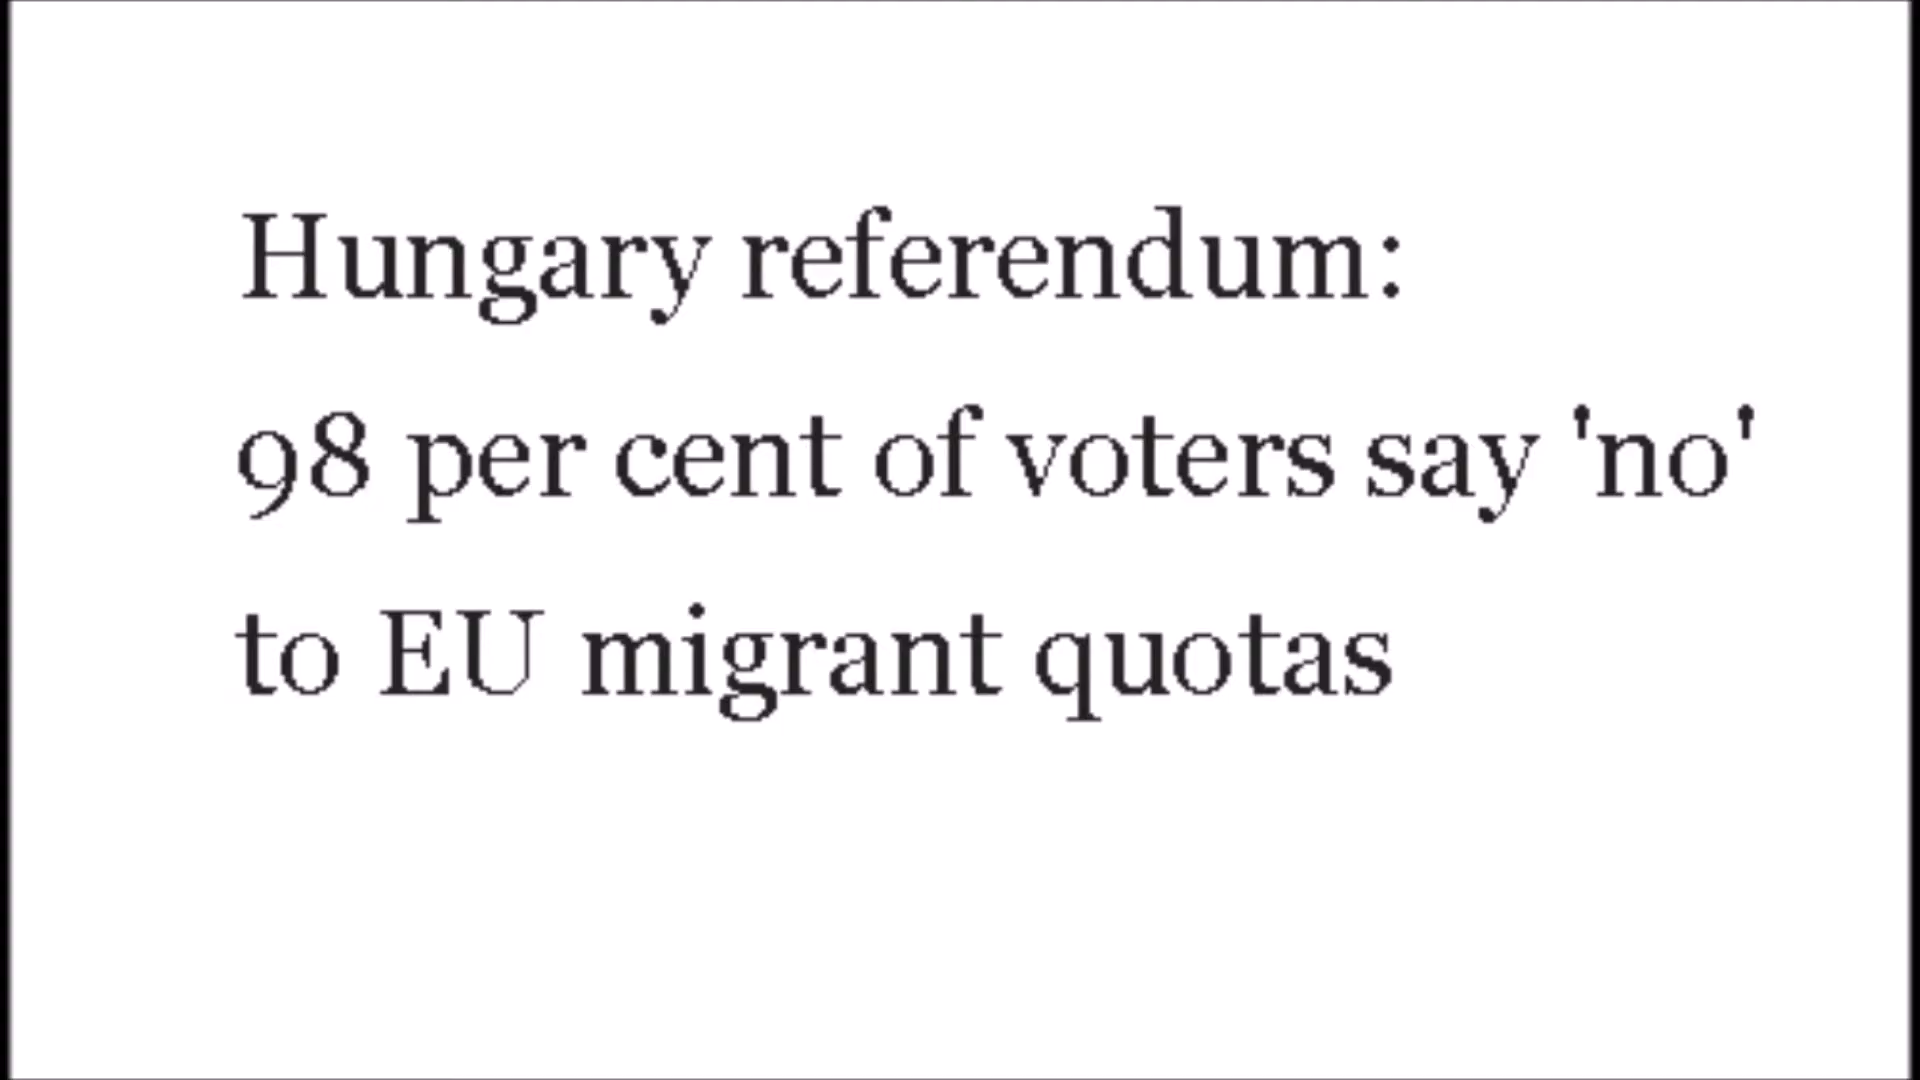 Hungary referendum:
98 per cent of voters say 'no'
to EU migrant quotas